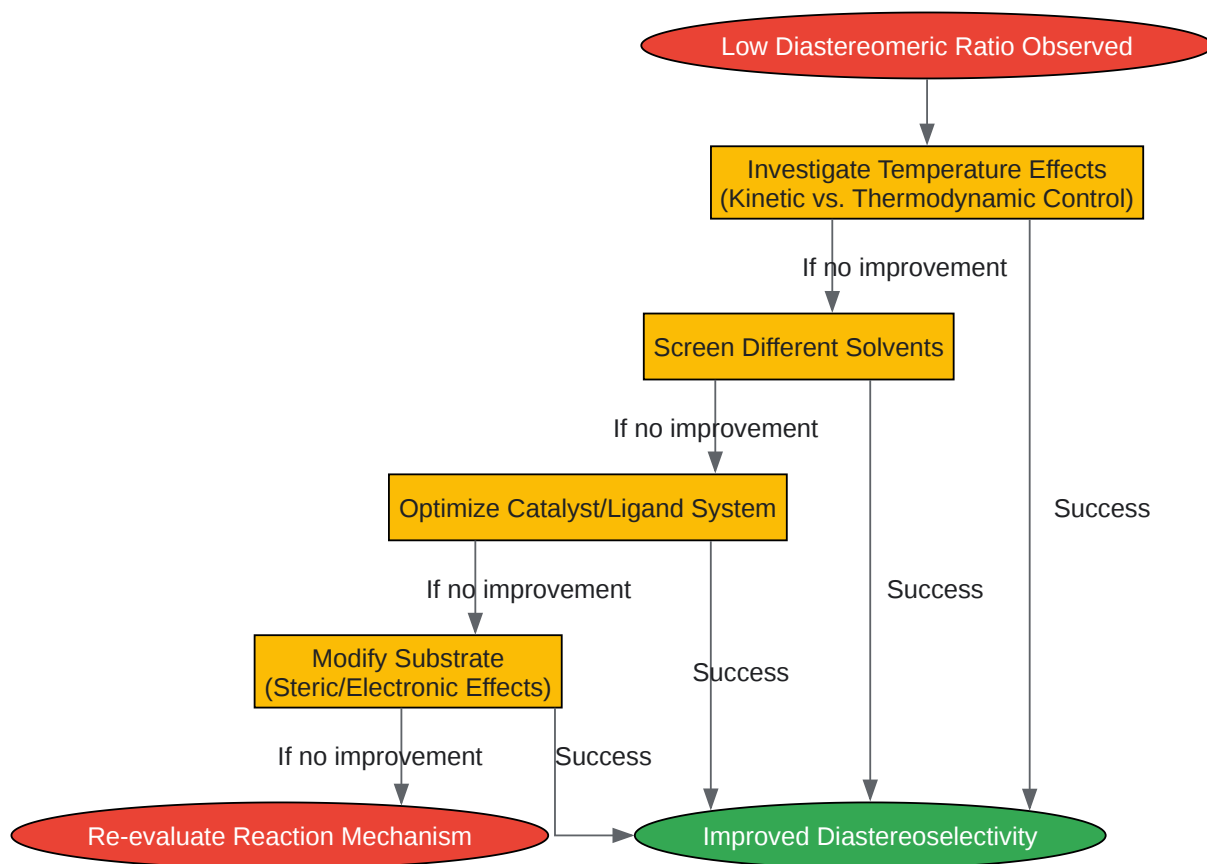 Low Diastereomeric Ratio Observed
Investigate Temperature Effects
(Kinetic vs. Thermodynamic Control)
If no improvement
Screen Different Solvents
If no improvement
Optimize Catalyst/Ligand System
Success
If no improvement
Success
Modify Substrate
(Steric/Electronic Effects)
Success
If no improvement
Success
Re-evaluate Reaction Mechanism
Improved Diastereoselectivity